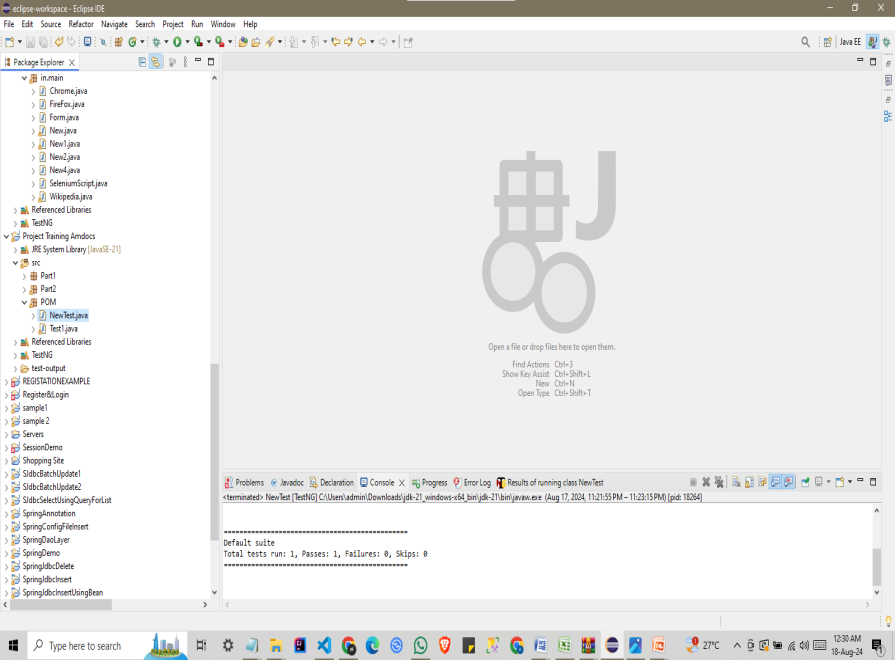 eclipse-workspace - Eclipse IDE
File Edit Source Refactor Navigate Search Project Run Window Help
Java EE
Package Explorer
in.main
Chrome.java
FireFox.java
Form.java
New.java
New1.java
New2.java
New4.java
SeleniumScript.java
Wikipedia.java
Referenced Libraries
TestNG
Project Training Amdocs
JRE System Library [JavaSE-21]
src
Part1
Part2
POM
NewTest.java
Test1.java
Referenced Libraries
TestNG
test-output
REGISTATIONEXAMPLE
Register&Login
sample1
sample 2
Servers
SessionDemo
Shopping Site
SJdbcBatchUpdate1
SJdbcBatchUpdate2
SJdbcSelectUsingQueryForList
SpringAnnotation
SpringConfigFileInsert
SpringDaoLayer
SpringDemo
SpringJdbcDelete
SpringJdbcInsert
SpringJdbcInsertUsingBean
Open a file or drop files here to open them.
Find Actions Ctrl+3
Show Key Assist Ctrl+Shift+L
New Ctrl+N
Open Type Ctrl+Shift+T
Problems Javadoc Declaration Console Progress Error Log Results of running class NewTest
<terminated> NewTest [TestNG] C:\Users\admin\Downloads\jdk-21_windows-x64_bin\jdk-21\bin\javaw.exe (Aug 17, 2024, 11:21:55 PM – 11:23:15 PM) [pid: 18264]
===============================================
Default suite
Total tests run: 1, Passes: 1, Failures: 0, Skips: 0
===============================================
Type here to search
27°C
12:30 AM
18-Aug-24